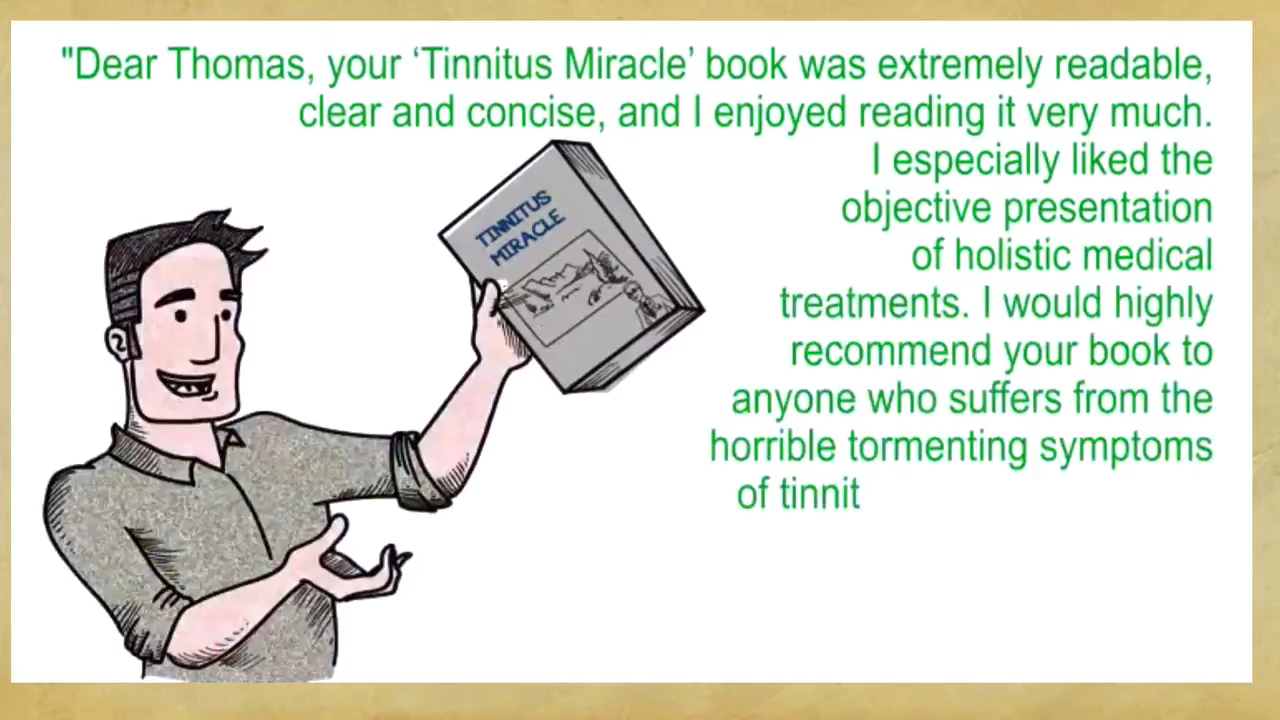 "Dear Thomas, your ‘Tinnitus Miracle’ book was extremely readable,
clear and concise, and I enjoyed reading it very much.
I especially liked the
objective presentation
of holistic medical
treatments. I would highly
recommend your book to
anyone who suffers from the
horrible tormenting symptoms
of tinnit
TINNITUS
MIRACLE